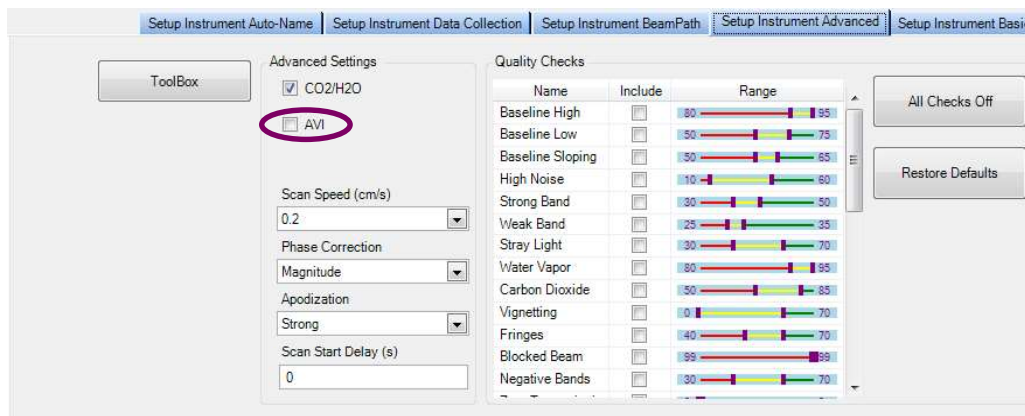 Setup Instrument Auto-Name Setup Instrument Data Collection Setup Instrument BeamPath Setup Instrument Advanced Setup Instrument Basi
ToolBox
Advanced Settings
CO2/H2O
AVI
Scan Speed (cm/s)
0.2
Phase Correction
Magnitude
Apodization
Strong
Scan Start Delay (s)
0
Quality Checks
Name Include Range
Baseline High 80 95
Baseline Low 50 75
Baseline Sloping 50 65
High Noise 10 60
Strong Band 30 50
Weak Band 25 35
Stray Light 30 70
Water Vapor 80 95
Carbon Dioxide 50 85
Vignetting 0 70
Fringes 40 70
Blocked Beam 99 99
Negative Bands 30 70
All Checks Off
Restore Defaults